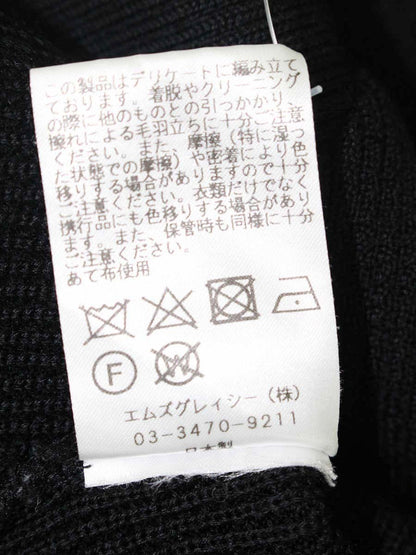 この製品はデリケートに編み立て
ております。着脱やクリーニング
の際に他のものとの引っかかり、
擦れによる毛羽立ちに十分ご注意
ください。また、摩擦（特に湿っ
た状態での摩擦）や密着により色
移りする場合がありますので十分
ご注意ください。衣類だけでなく
携行品にも色移りする場合があり
ます。また、保管時も同様に十分
ご注意ください。
あて布使用
F
W
エムズグレイシー（株）
03-3470-9211
日本製